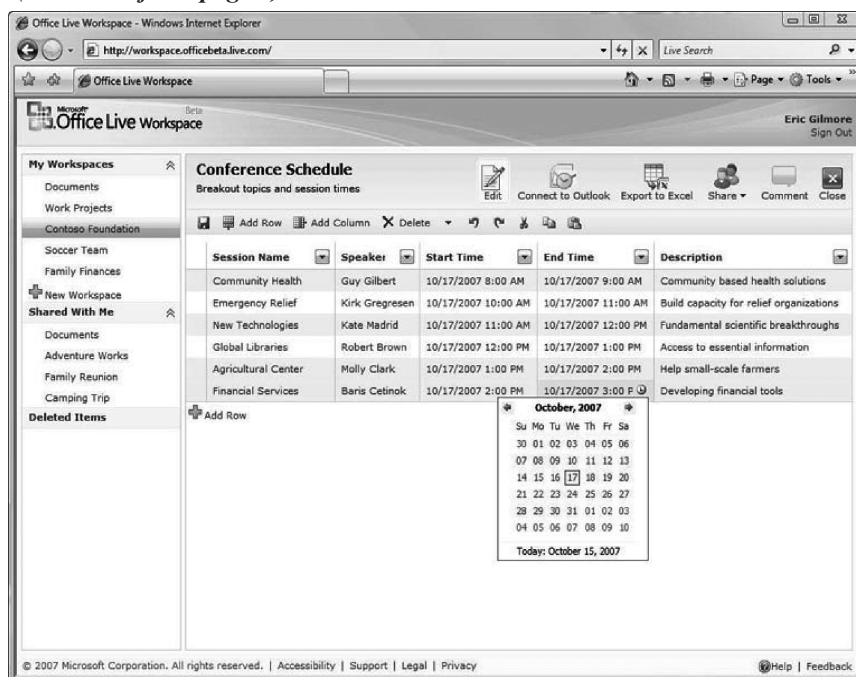 Office Live Workspace - Windows Internet Explorer
http://workspace.officebeta.live.com/
Live Search
Office Live Workspace
Page
Tools
Microsoft
Office Live Workspace
Beta
Eric Gilmore
Sign Out
My Workspaces
Documents
Work Projects
Contoso Foundation
Soccer Team
Family Finances
New Workspace
Shared With Me
Documents
Adventure Works
Family Reunion
Camping Trip
Deleted Items
Conference Schedule
Breakout topics and session times
Edit Connect to Outlook Export to Excel Share Comment Close
Add Row Add Column Delete
Session Name Speaker Start Time End Time Description
Community Health Guy Gilbert 10/17/2007 8:00 AM 10/17/2007 9:00 AM Community based health solutions
Emergency Relief Kirk Gregresen 10/17/2007 10:00 AM 10/17/2007 11:00 AM Build capacity for relief organizations
New Technologies Kate Madrid 10/17/2007 11:00 AM 10/17/2007 12:00 PM Fundamental scientific breakthroughs
Global Libraries Robert Brown 10/17/2007 12:00 PM 10/17/2007 1:00 PM Access to essential information
Agricultural Center Molly Clark 10/17/2007 1:00 PM 10/17/2007 2:00 PM Help small-scale farmers
Financial Services Baris Cetinok 10/17/2007 2:00 PM 10/17/2007 3:00 P Developing financial tools
Add Row
October, 2007
Su Mo Tu We Th Fr Sa
30 01 02 03 04 05 06
07 08 09 10 11 12 13
14 15 16 17 18 19 20
21 22 23 24 25 26 27
28 29 30 31 01 02 03
04 05 06 07 08 09 10
Today: October 15, 2007
© 2007 Microsoft Corporation. All rights reserved. | Accessibility | Support | Legal | Privacy
Help | Feedback